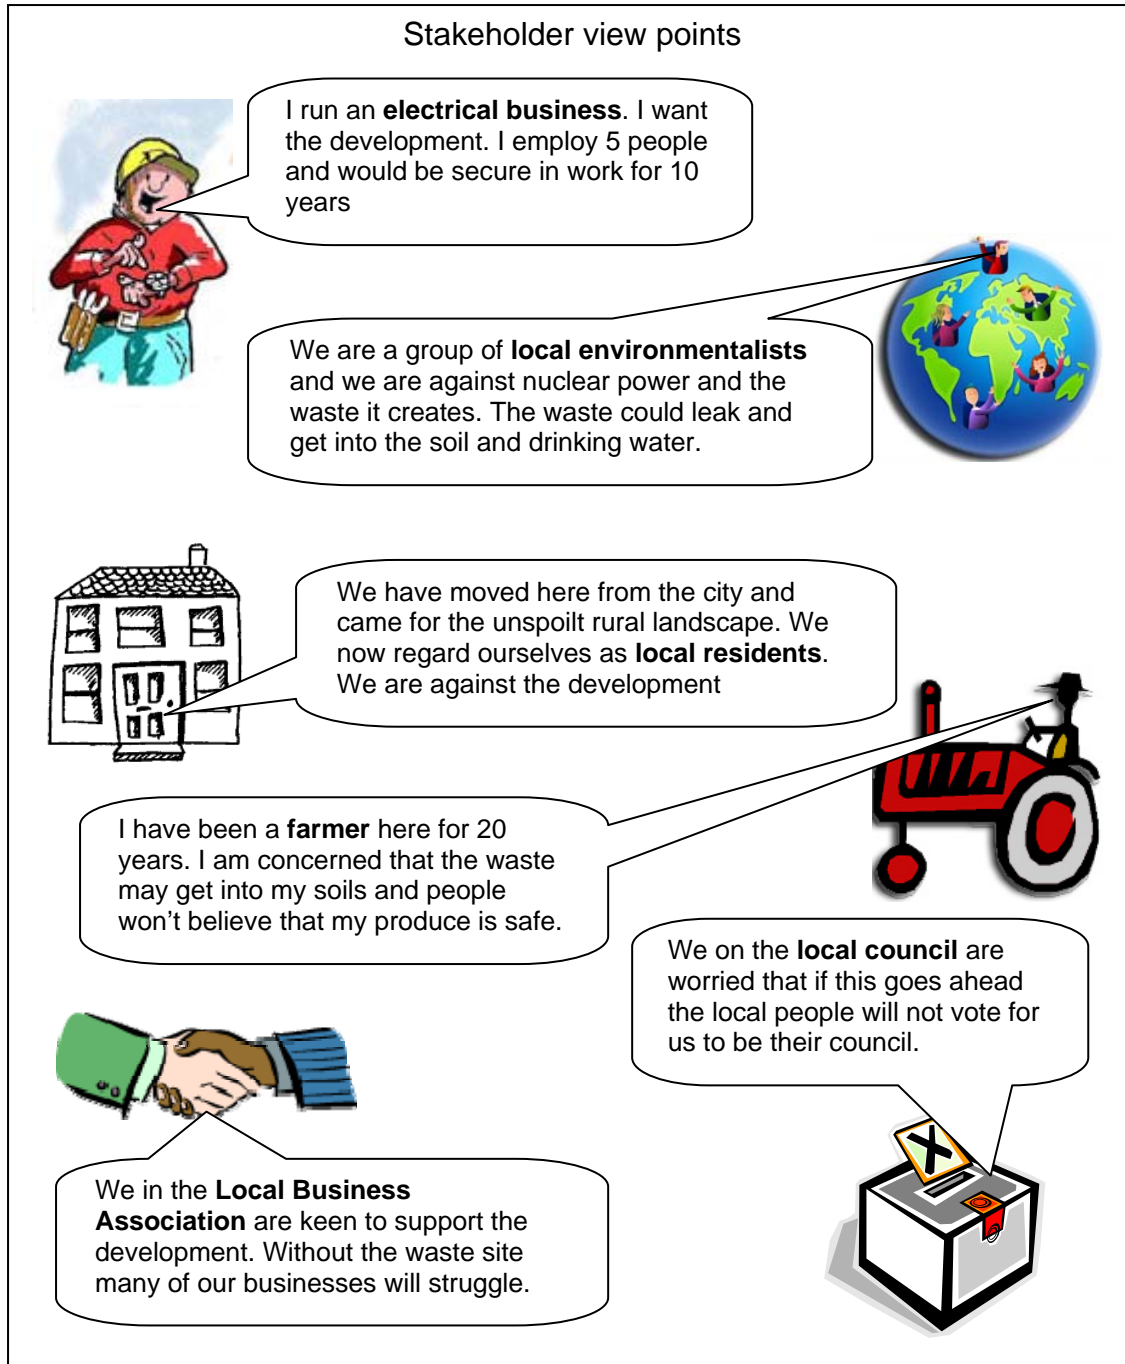 Stakeholder view points
I run an electrical business. I want
the development. I employ 5 people
and would be secure in work for 10
years
We are a group of local environmentalists
and we are against nuclear power and the
waste it creates. The waste could leak and
get into the soil and drinking water.
We have moved here from the city and
came for the unspoilt rural landscape. We
now regard ourselves as local residents.
We are against the development
I have been a farmer here for 20
years. I am concerned that the waste
may get into my soils and people
won’t believe that my produce is safe.
We on the local council are
worried that if this goes ahead
the local people will not vote for
us to be their council.
We in the Local Business
Association are keen to support the
development. Without the waste site
many of our businesses will struggle.